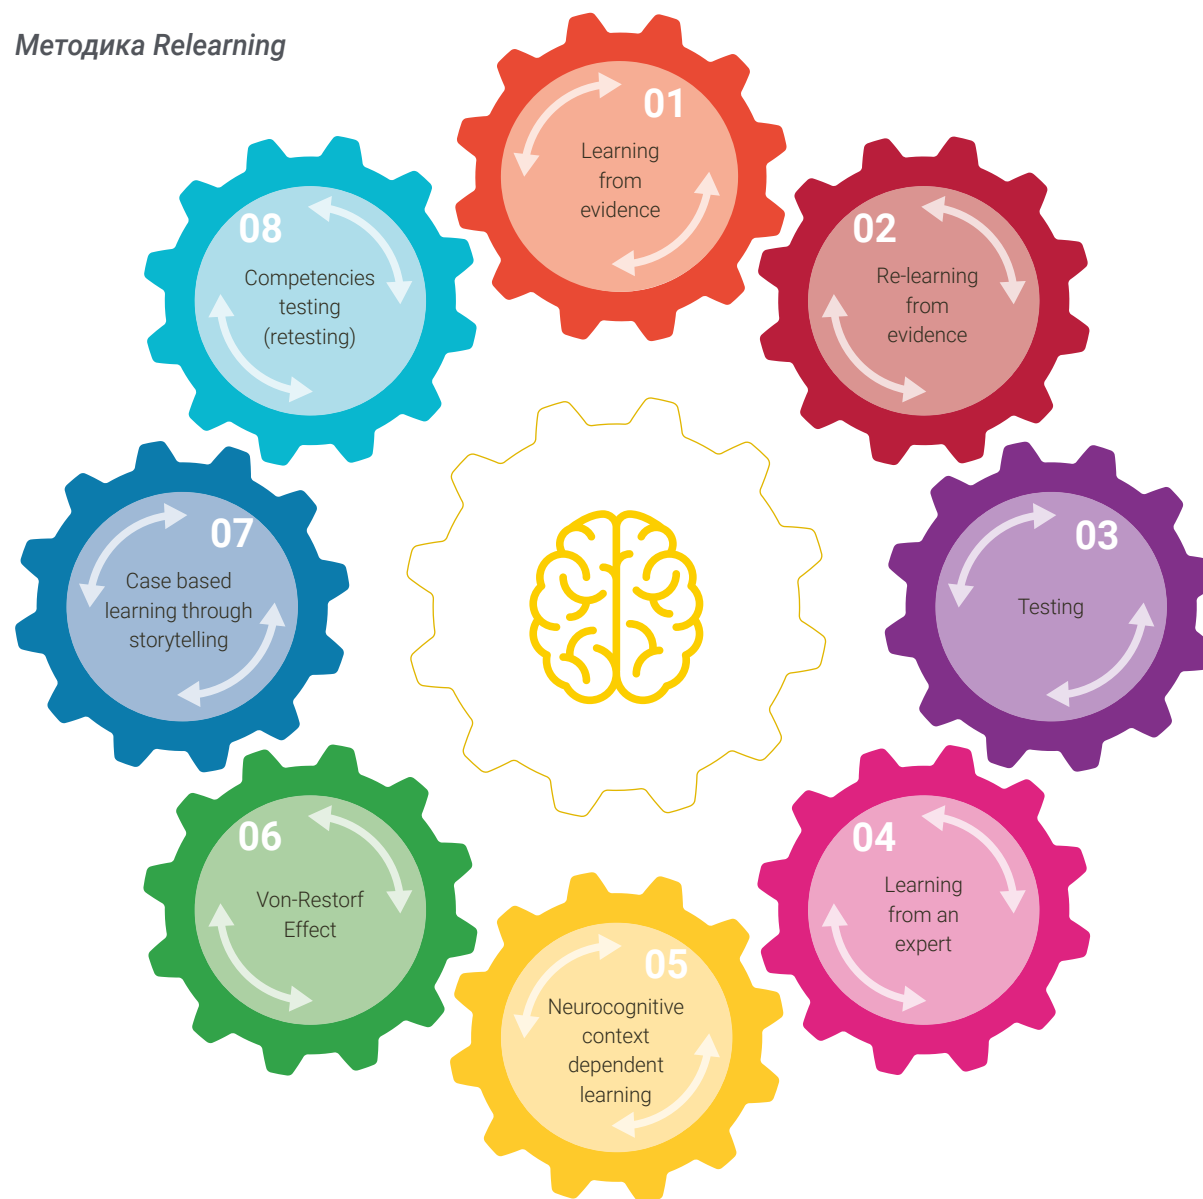 Методика Relearning
01
Learning
from
evidence
02
Re-learning
from
evidence
03
Testing
04
Learning
from an
expert
05
Neurocognitive
context
dependent
learning
06
Von-Restorf
Effect
07
Case based
learning through
storytelling
08
Competencies
testing
(retesting)